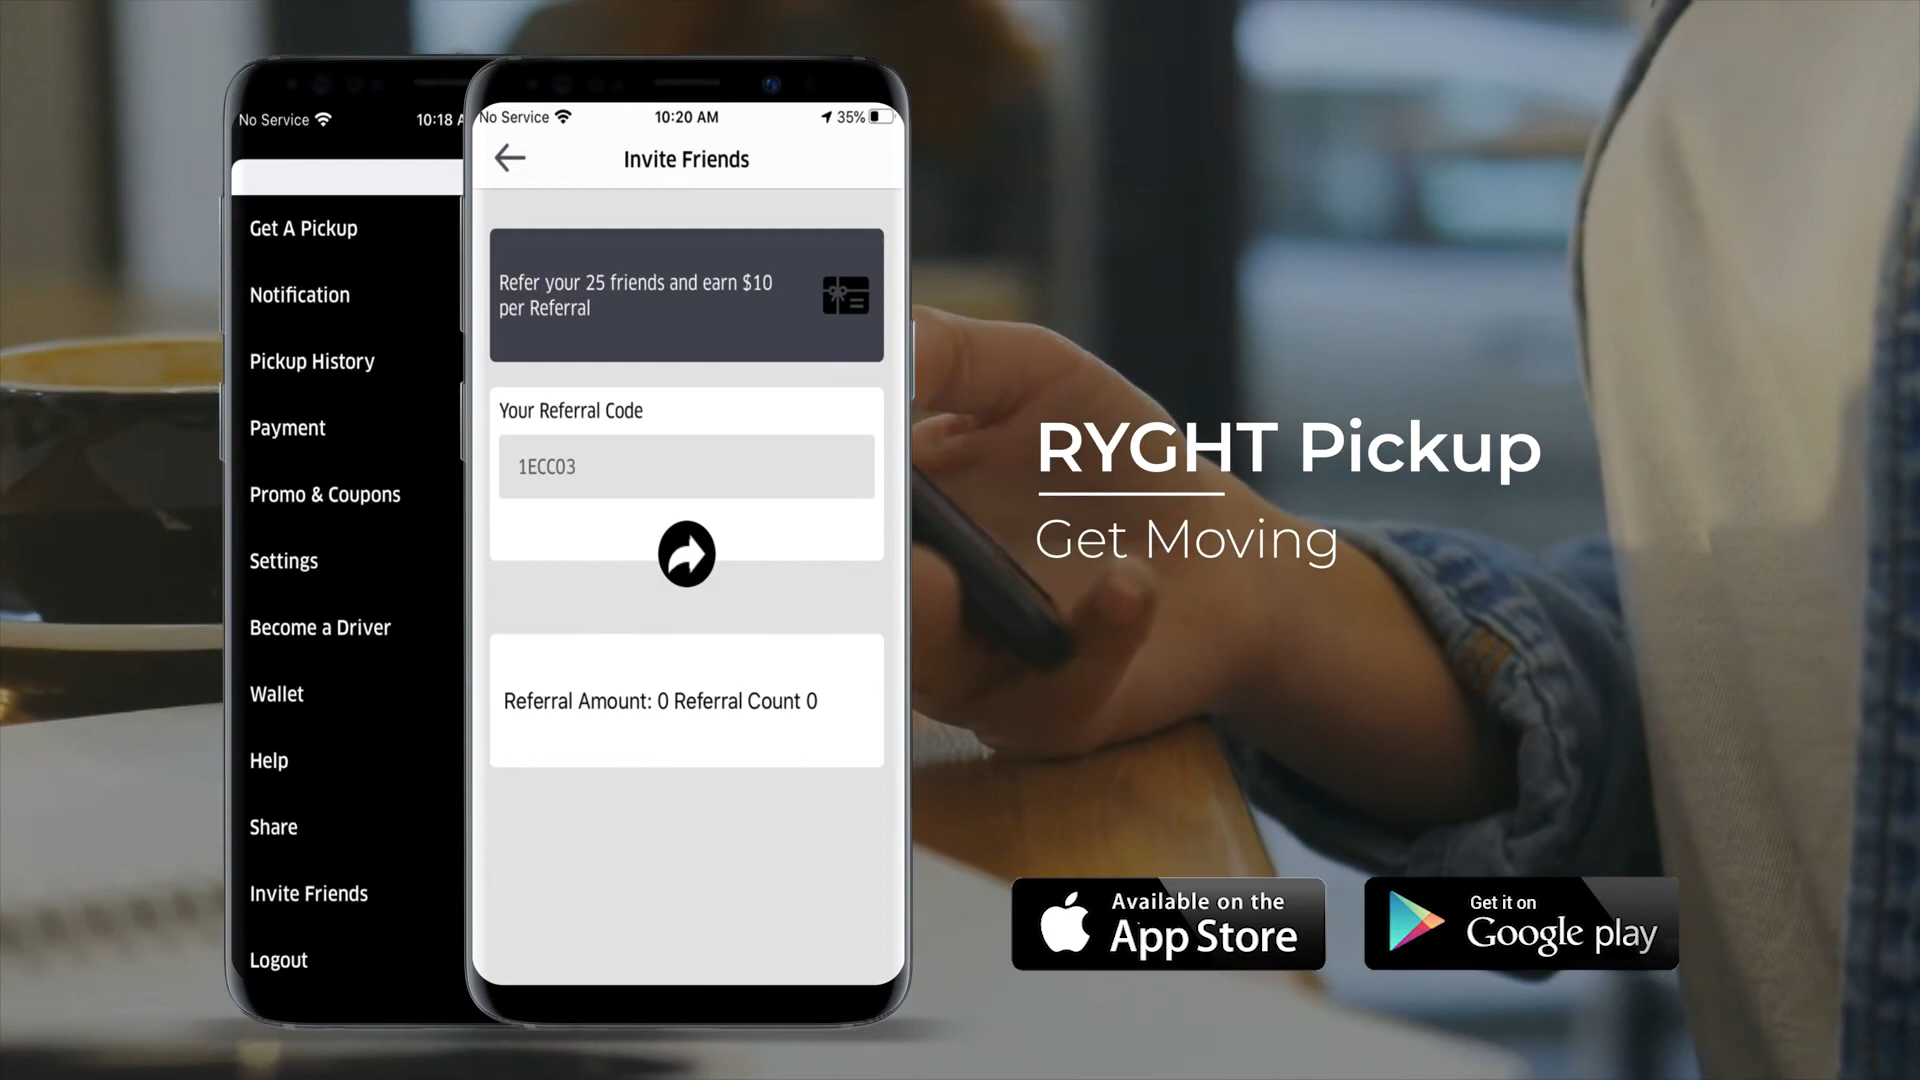 No Service
10:18 A
Get A Pickup
Notification
Pickup History
Payment
Promo & Coupons
Settings
Become a Driver
Wallet
Help
Share
Invite Friends
Logout
No Service
10:20 AM
35%
Invite Friends
Refer your 25 friends and earn $10
per Referral
Your Referral Code
1ECC03
Referral Amount: 0 Referral Count 0
RYGHT Pickup
Get Moving
Available on the
App Store
Get it on
Google play